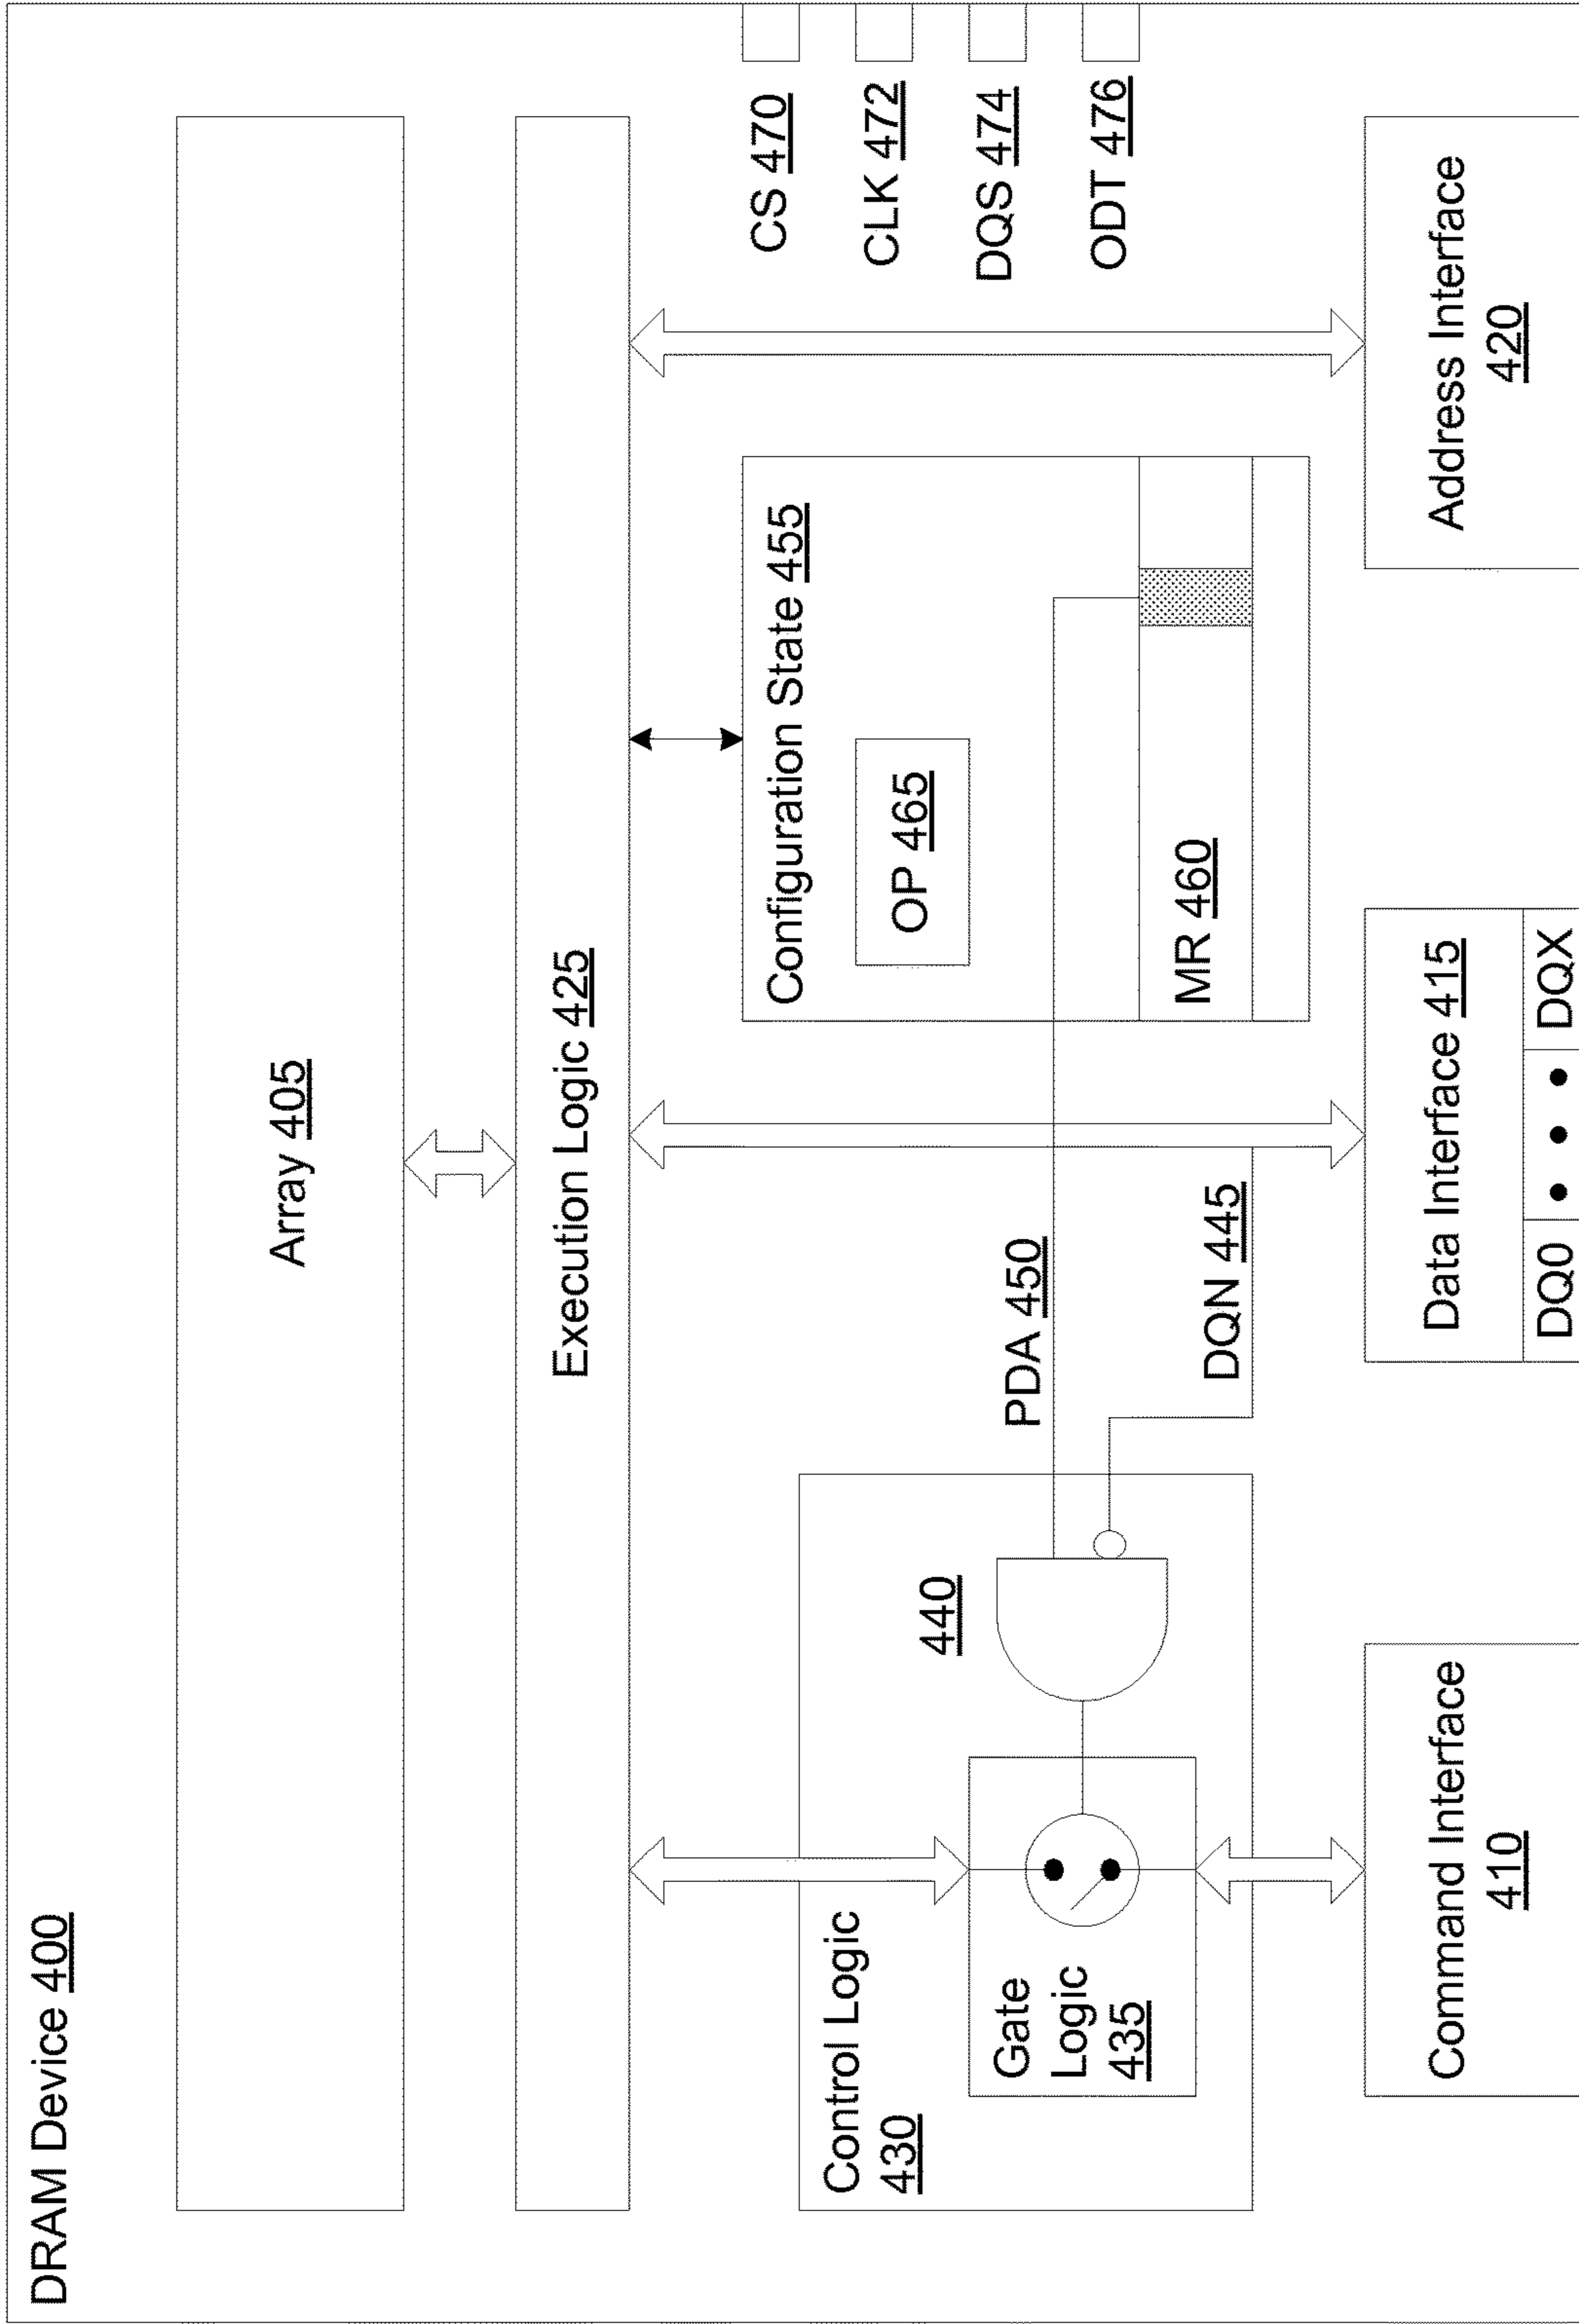 DRAM Device 400
Array 405
Execution Logic 425
Control Logic
430
Gate
Logic
435
440
PDA 450
DQN 445
Configuration State 455
OP 465
MR 460
CS 470
CLK 472
DQS 474
ODT 476
Command Interface
410
Data Interface 415
DQ0
DQX
Address Interface
420